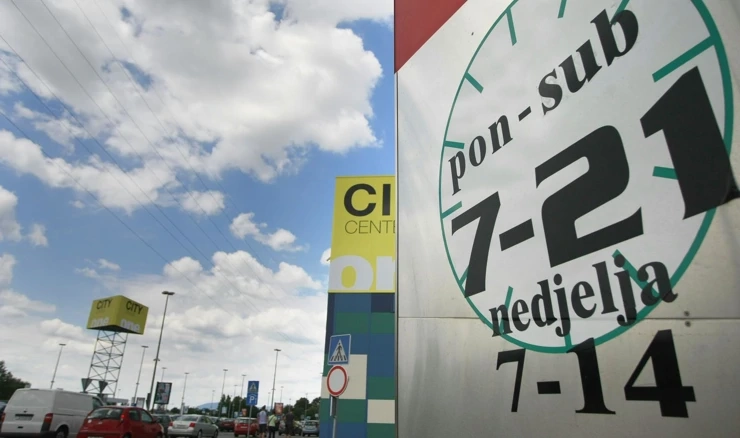 pon-sub
7-21
nedjelja
7-14
CI
CENT
CITY
CITY
P